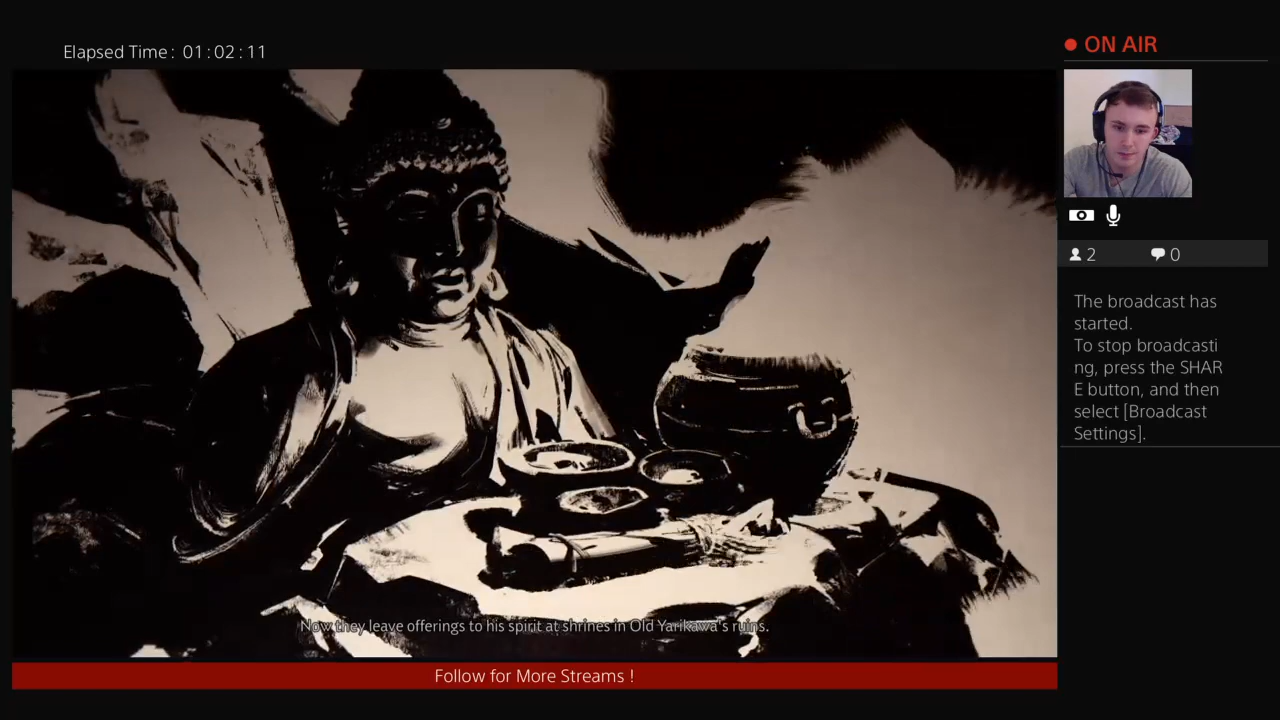 Elapsed Time: 01:02:11
ON AIR
2
0
The broadcast has
started.
To stop broadcasti
ng, press the SHAR
E button, and then
select [Broadcast
Settings].
Now they leave offerings to his spirit at shrines in Old Yarikawa's ruins.
Follow for More Streams !